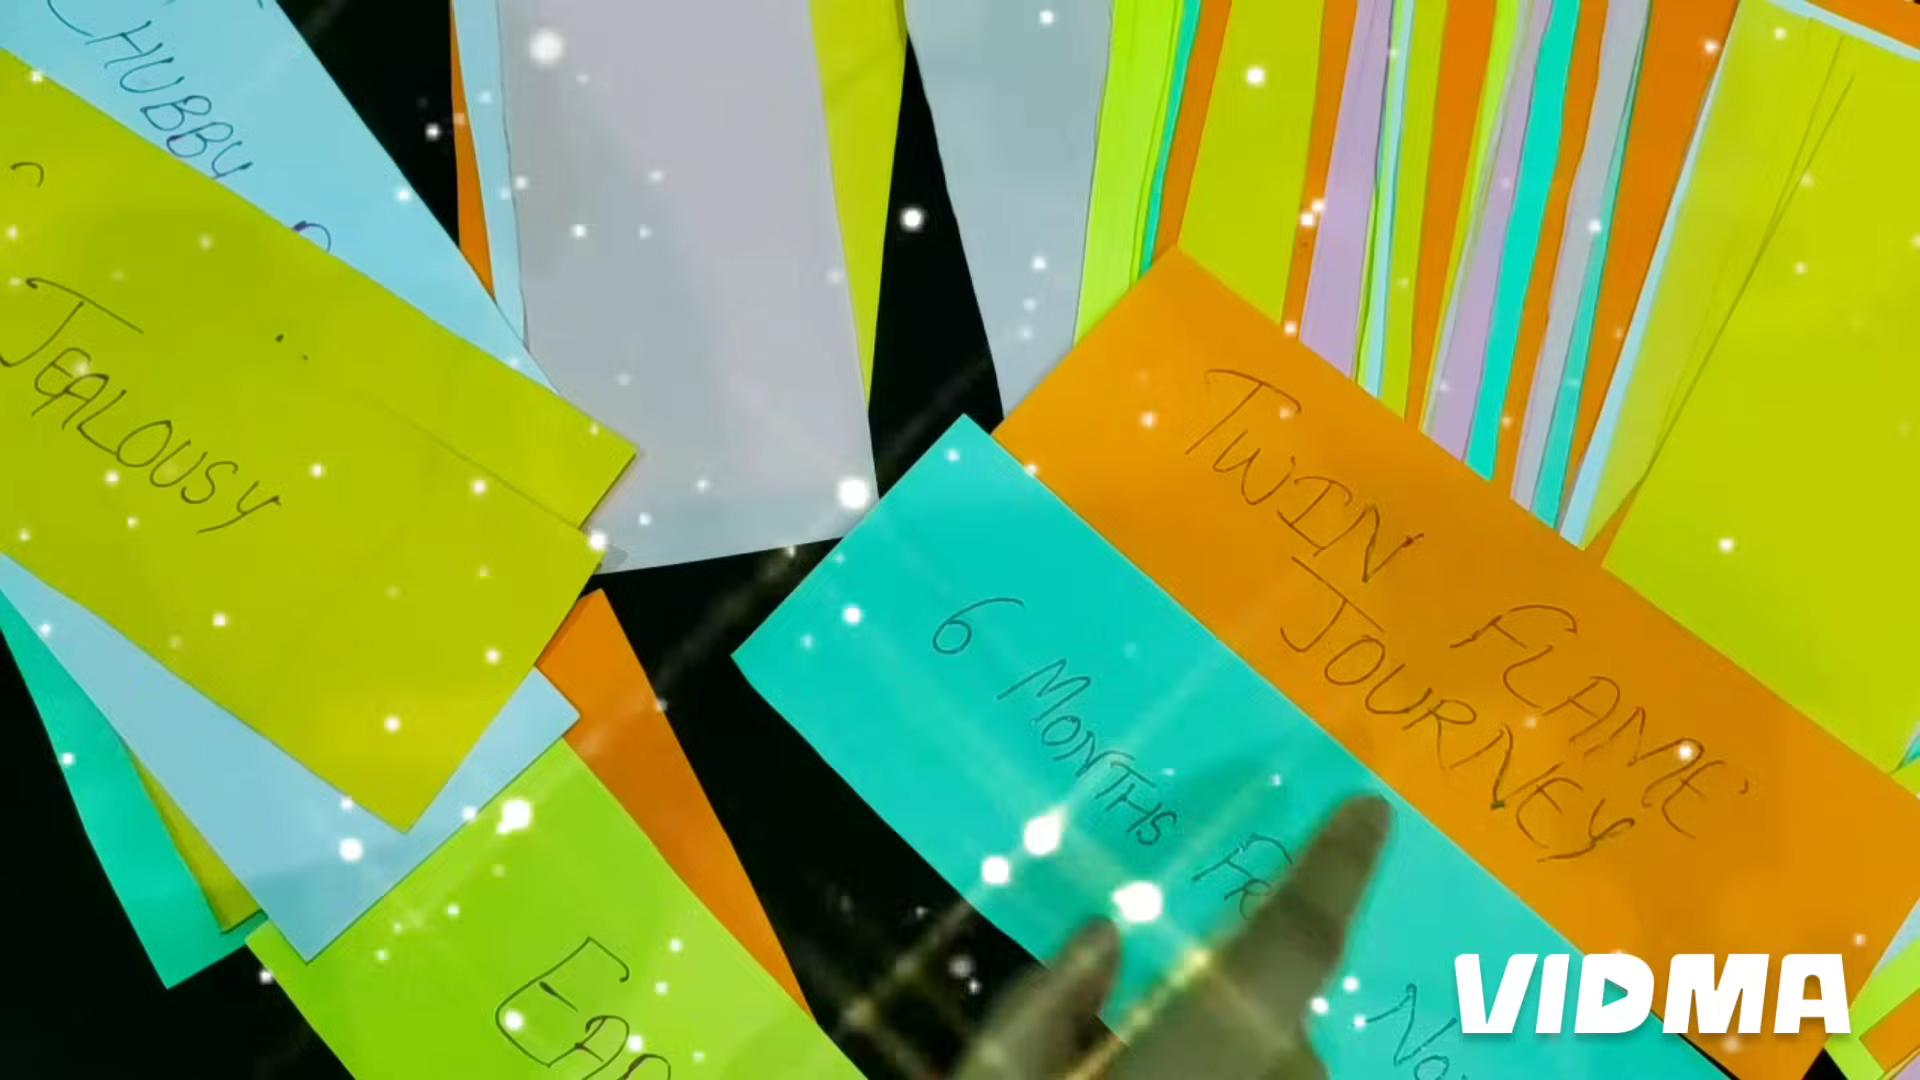 CHUBBY
JEALOUSY
TWIN FLAME
JOURNEY
6 MONTHS
VIDMA